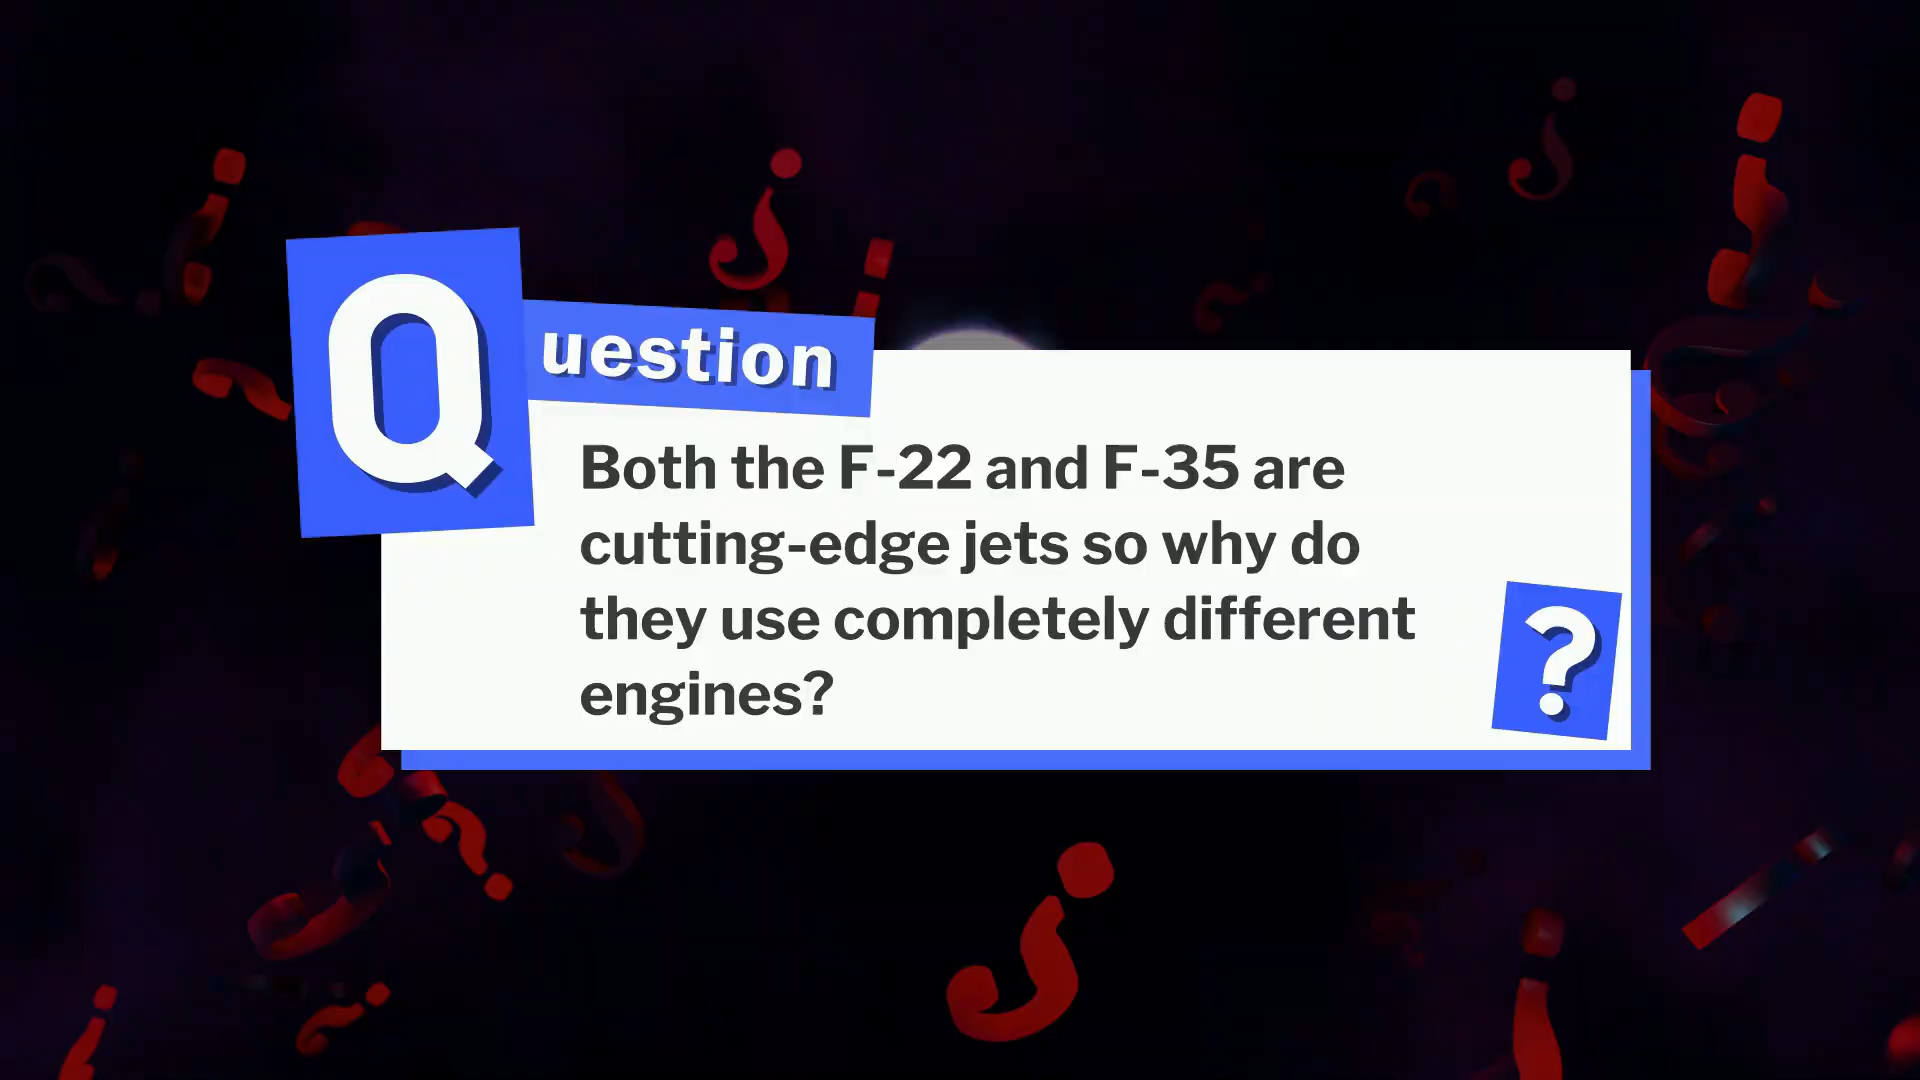 Question
Both the F-22 and F-35 are
cutting-edge jets so why do
they use completely different
engines?
?